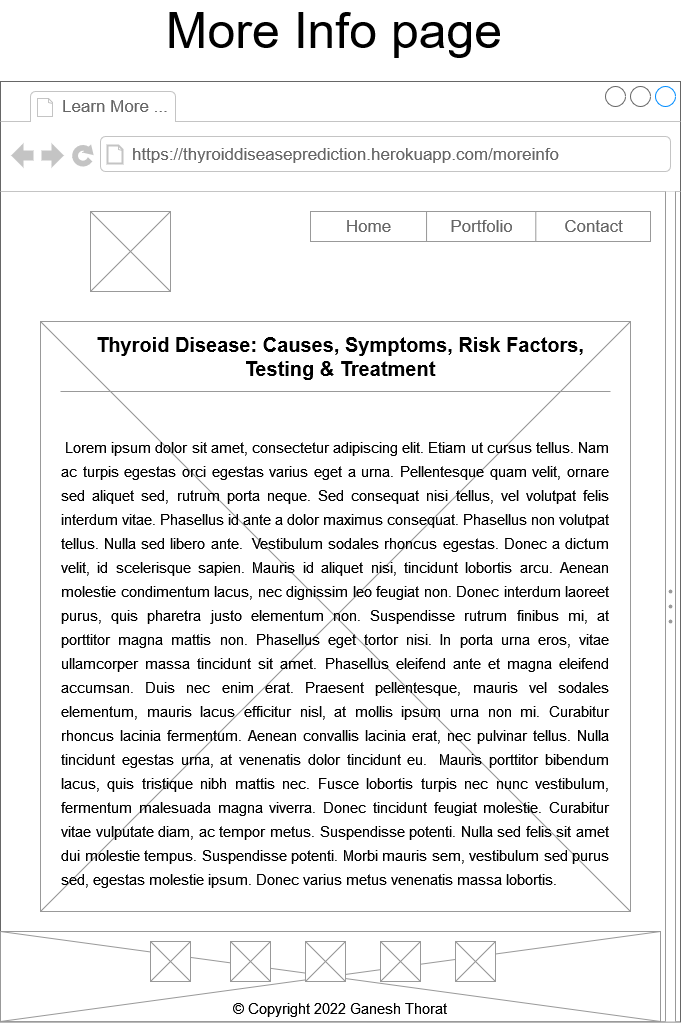 More Info page
Learn More ...
https://thyroiddiseaseprediction.herokuapp.com/moreinfo
Home Portfolio Contact
Thyroid Disease: Causes, Symptoms, Risk Factors,
Testing & Treatment
Lorem ipsum dolor sit amet, consectetur adipiscing elit. Etiam ut cursus tellus. Nam
ac turpis egestas orci egestas varius eget a urna. Pellentesque quam velit, ornare
sed aliquet sed, rutrum porta neque. Sed consequat nisi tellus, vel volutpat felis
interdum vitae. Phasellus id ante a dolor maximus consequat. Phasellus non volutpat
tellus. Nulla sed libero ante. Vestibulum sodales rhoncus egestas. Donec a dictum
velit, id scelerisque sapien. Mauris id aliquet nisi, tincidunt lobortis arcu. Aenean
molestie condimentum lacus, nec dignissim leo feugiat non. Donec interdum laoreet
purus, quis pharetra justo elementum non. Suspendisse rutrum finibus mi, at
porttitor magna mattis non. Phasellus eget tortor nisi. In porta urna eros, vitae
ullamcorper massa tincidunt sit amet. Phasellus eleifend ante et magna eleifend
accumsan. Duis nec enim erat. Praesent pellentesque, mauris vel sodales
elementum, mauris lacus efficitur nisl, at mollis ipsum urna non mi. Curabitur
rhoncus lacinia fermentum. Aenean convallis lacinia erat, nec pulvinar tellus. Nulla
tincidunt egestas urna, at venenatis dolor tincidunt eu. Mauris porttitor bibendum
lacus, quis tristique nibh mattis nec. Fusce lobortis turpis nec nunc vestibulum,
fermentum malesuada magna viverra. Donec tincidunt feugiat molestie. Curabitur
vitae vulputate diam, ac tempor metus. Suspendisse potenti. Nulla sed felis sit amet
dui molestie tempus. Suspendisse potenti. Morbi mauris sem, vestibulum sed purus
sed, egestas molestie ipsum. Donec varius metus venenatis massa lobortis.
© Copyright 2022 Ganesh Thorat